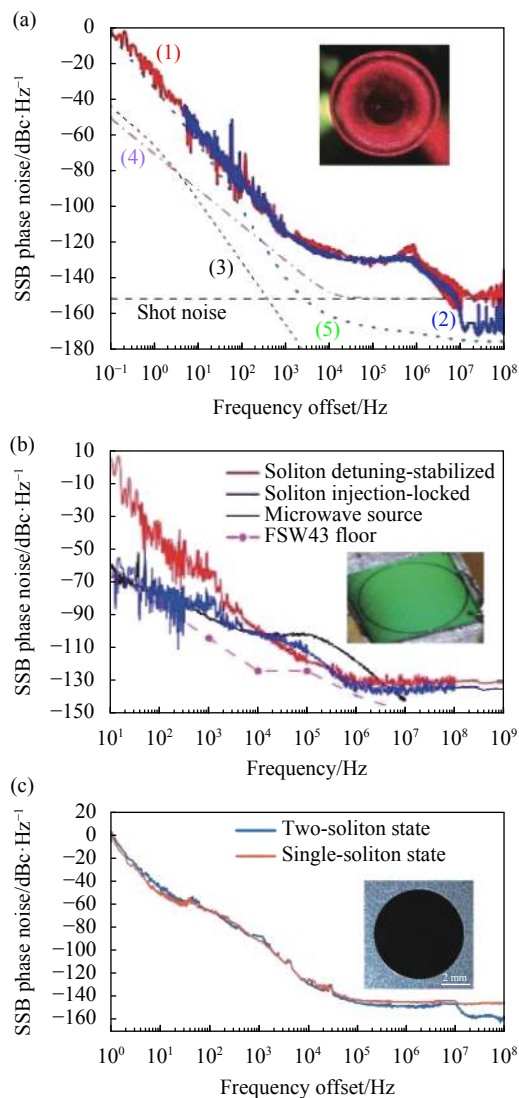 (a)
0
−20
−40
−60
−80
−100
−120
−140
−160
−180
SSB phase noise/dBc·Hz⁻¹
(1)
(4)
(3)
Shot noise
(5)
(2)
10⁻¹ 10⁰ 10¹ 10² 10³ 10⁴ 10⁵ 10⁶ 10⁷ 10⁸
Frequency offset/Hz
(b)
10
−10
−30
−50
−70
−90
−110
−130
−150
SSB phase noise/dBc·Hz⁻¹
Soliton detuning-stabilized
Soliton injection-locked
Microwave source
FSW43 floor
10¹ 10² 10³ 10⁴ 10⁵ 10⁶ 10⁷ 10⁸ 10⁹
Frequency/Hz
(c)
20
0
−20
−40
−60
−80
−100
−120
−140
−160
SSB phase noise/dBc·Hz⁻¹
Two-soliton state
Single-soliton state
2 mm
10⁰ 10¹ 10² 10³ 10⁴ 10⁵ 10⁶ 10⁷ 10⁸
Frequency offset/Hz